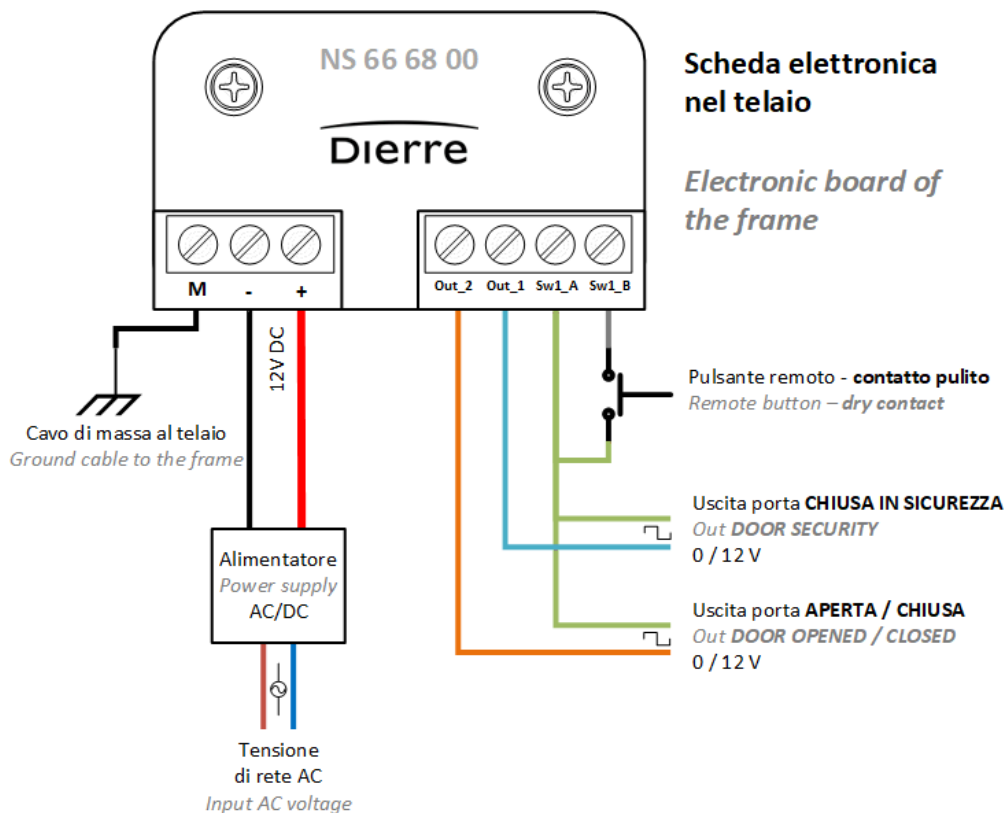 NS 66 68 00
Dierre
Scheda elettronica
nel telaio
Electronic board of
the frame
M - +
Out_2 Out_1 Sw1_A Sw1_B
12V DC
Pulsante remoto - contatto pulito
Remote button – dry contact
Cavo di massa al telaio
Ground cable to the frame
Uscita porta CHIUSA IN SICUREZZA
Out DOOR SECURITY
0 / 12 V
Alimentatore
Power supply
AC/DC
Uscita porta APERTA / CHIUSA
Out DOOR OPENED / CLOSED
0 / 12 V
Tensione
di rete AC
Input AC voltage